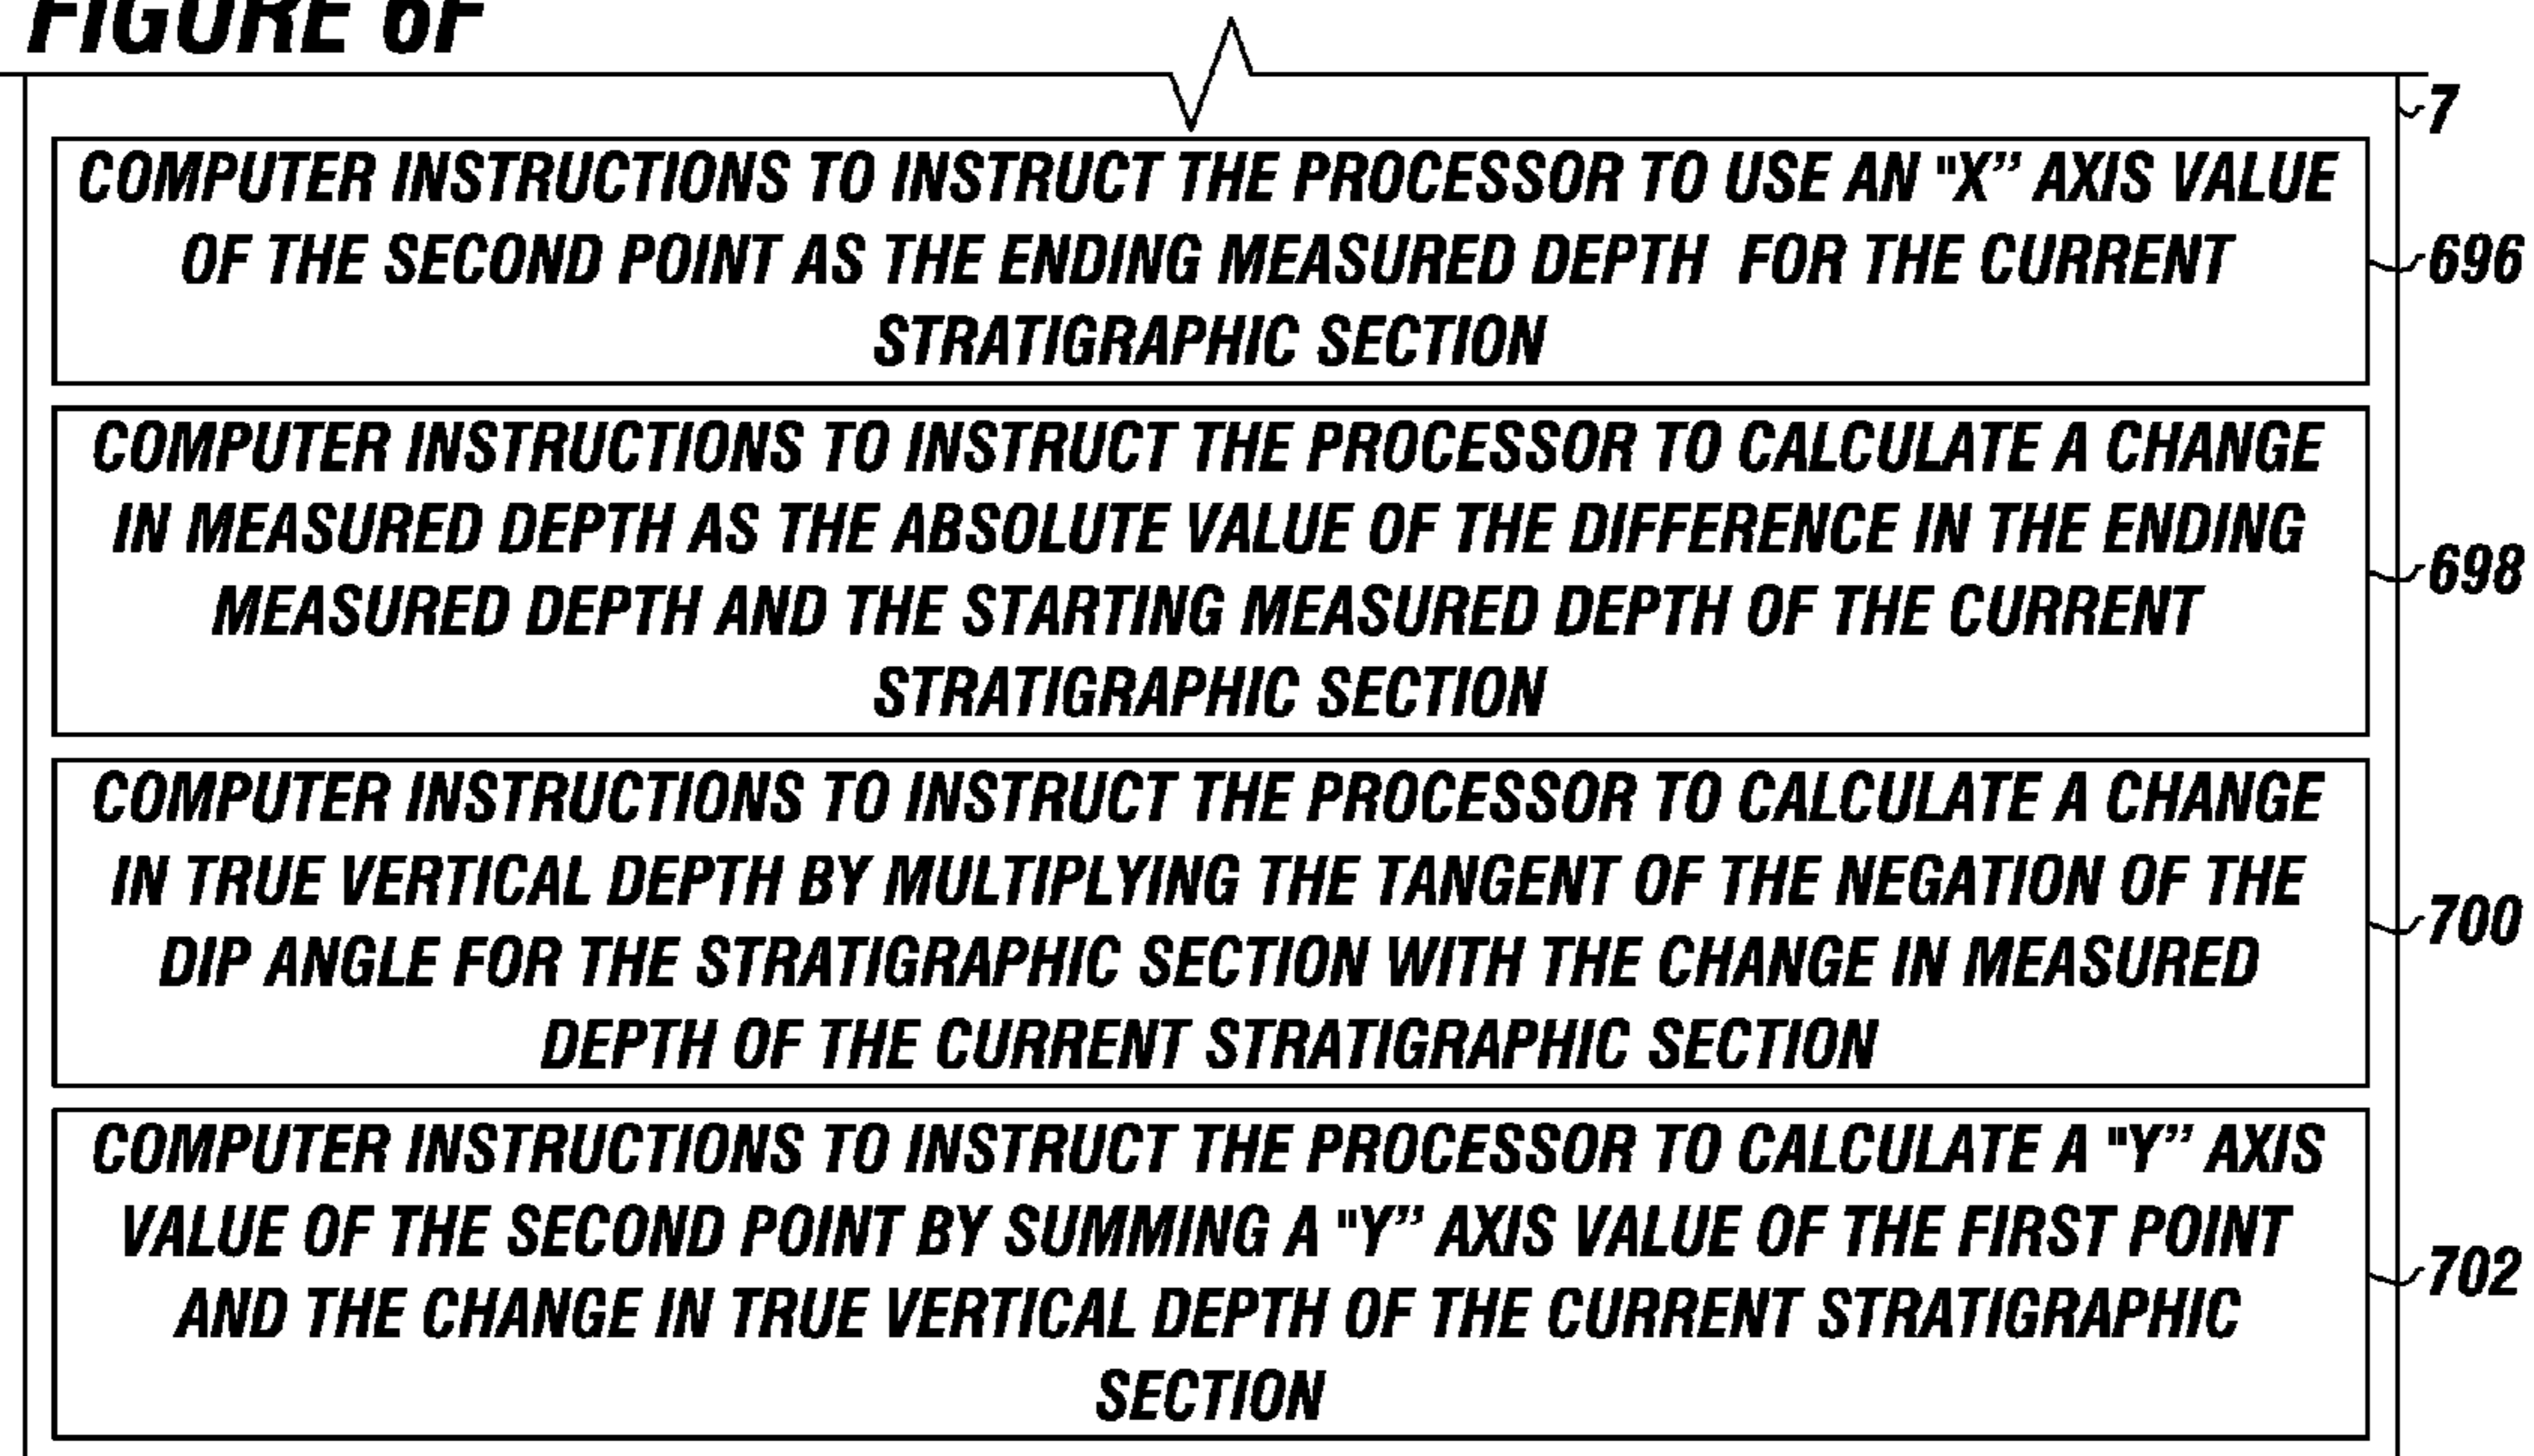 FIGURE 6F
7
COMPUTER INSTRUCTIONS TO INSTRUCT THE PROCESSOR TO USE AN "X” AXIS VALUE
OF THE SECOND POINT AS THE ENDING MEASURED DEPTH FOR THE CURRENT
STRATIGRAPHIC SECTION
696
COMPUTER INSTRUCTIONS TO INSTRUCT THE PROCESSOR TO CALCULATE A CHANGE
IN MEASURED DEPTH AS THE ABSOLUTE VALUE OF THE DIFFERENCE IN THE ENDING
MEASURED DEPTH AND THE STARTING MEASURED DEPTH OF THE CURRENT
STRATIGRAPHIC SECTION
698
COMPUTER INSTRUCTIONS TO INSTRUCT THE PROCESSOR TO CALCULATE A CHANGE
IN TRUE VERTICAL DEPTH BY MULTIPLYING THE TANGENT OF THE NEGATION OF THE
DIP ANGLE FOR THE STRATIGRAPHIC SECTION WITH THE CHANGE IN MEASURED
DEPTH OF THE CURRENT STRATIGRAPHIC SECTION
700
COMPUTER INSTRUCTIONS TO INSTRUCT THE PROCESSOR TO CALCULATE A "Y” AXIS
VALUE OF THE SECOND POINT BY SUMMING A "Y” AXIS VALUE OF THE FIRST POINT
AND THE CHANGE IN TRUE VERTICAL DEPTH OF THE CURRENT STRATIGRAPHIC
SECTION
702